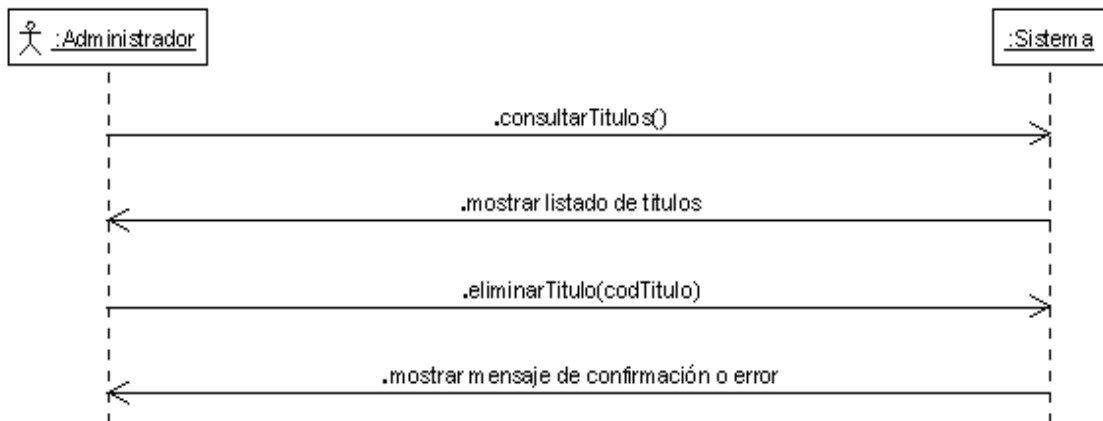 :Administrador
:Sistema
.consultarTitulos()
.mostrar listado de titulos
.eliminarTitulo(codTitulo)
.mostrar mensaje de confirmación o error